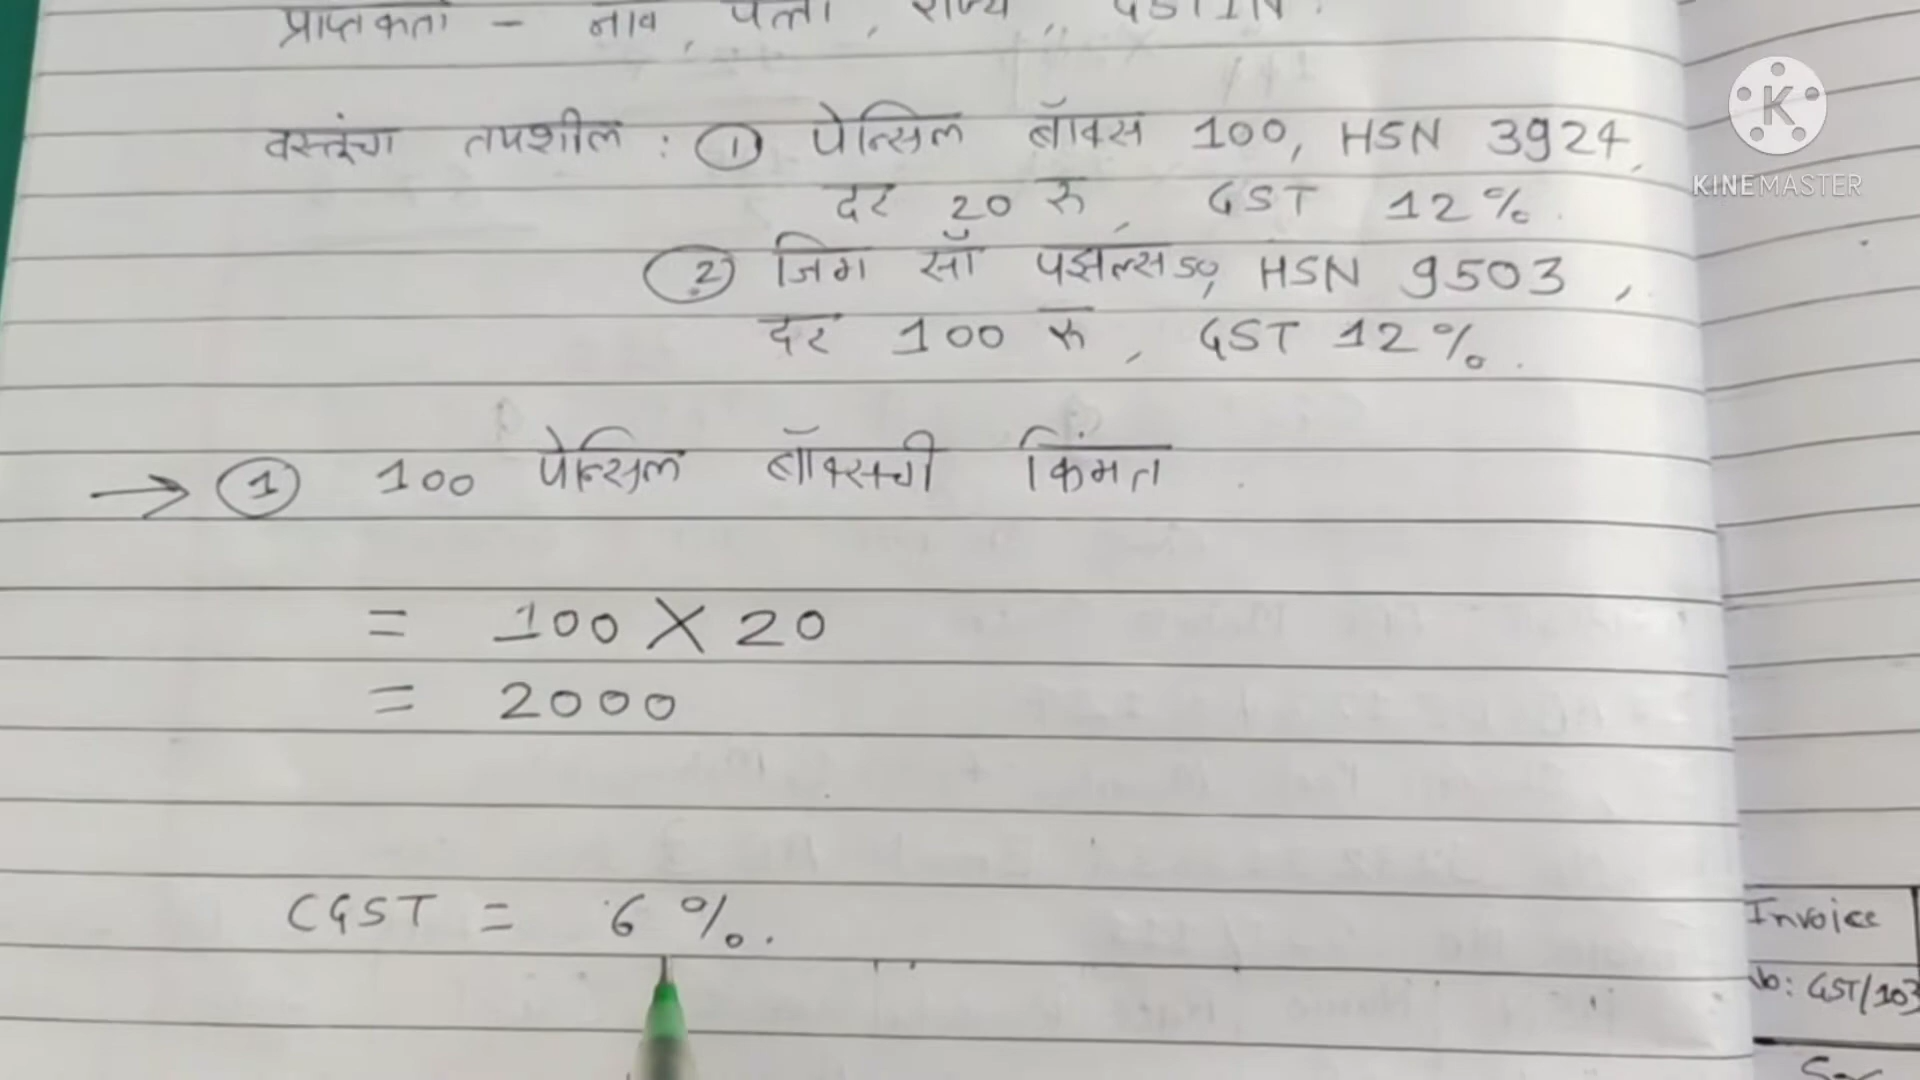 प्राप्तकर्ता - नाव, पत्ता, राज्य, GSTIN.
वस्तूंचा तपशील : ① पेन्सिल बॉक्स 100, HSN 3924,
दर 20 रु, GST 12%.
② जिग सॉ पझल्स 50, HSN 9503,
दर 100 रु, GST 12%.
→ ① 100 पेन्सिल बॉक्सची किंमत
= 100 X 20
= 2000
CGST = 6%.
Invoice
No: GST/103
K
KINEMASTER